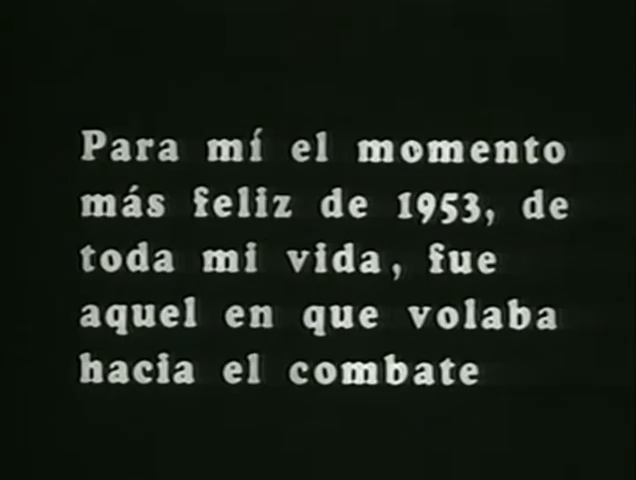 Para mí el momento
más feliz de 1953, de
toda mi vida, fue
aquel en que volaba
hacia el combate